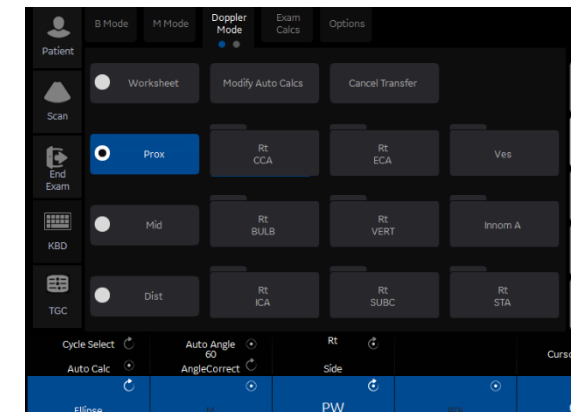 B Mode
M Mode
Doppler
Mode
Exam
Calcs
Options
Patient
Scan
End
Exam
KBD
TGC
Worksheet
Modify Auto Calcs
Cancel Transfer
Prox
Rt
CCA
Rt
ECA
Ves
Mid
Rt
BULB
Rt
VERT
Innom A
Dist
Rt
ICA
Rt
SUBC
Rt
STA
Cycle Select
Auto Calc
Auto Angle
60
AngleCorrect
Rt
Side
Ellipse
PW